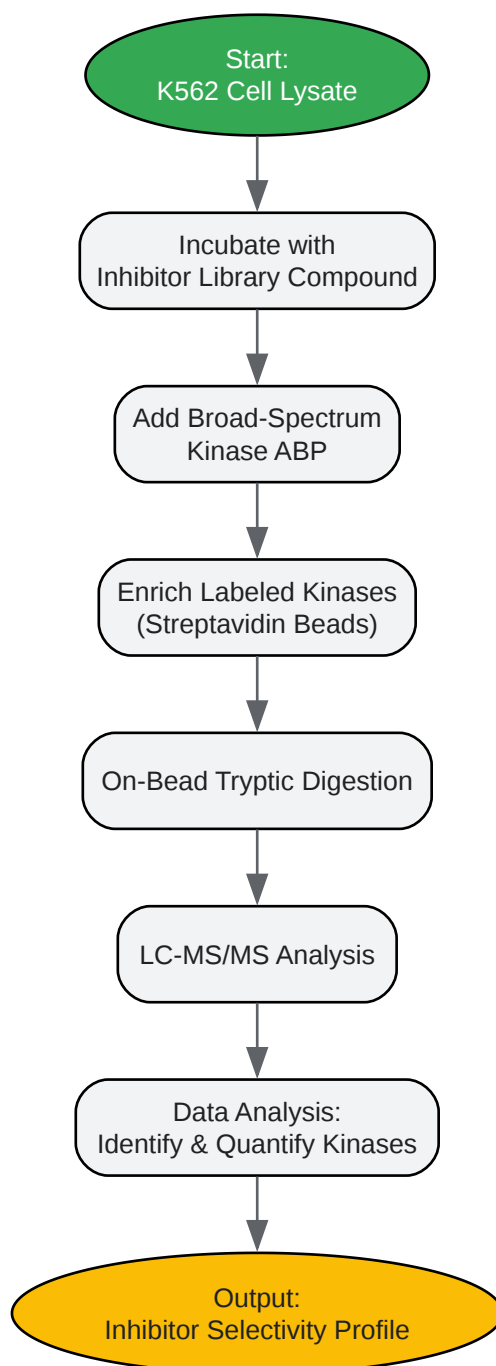 Start:
K562 Cell Lysate
Incubate with
Inhibitor Library Compound
Add Broad-Spectrum
Kinase ABP
Enrich Labeled Kinases
(Streptavidin Beads)
On-Bead Tryptic Digestion
LC-MS/MS Analysis
Data Analysis:
Identify & Quantify Kinases
Output:
Inhibitor Selectivity Profile